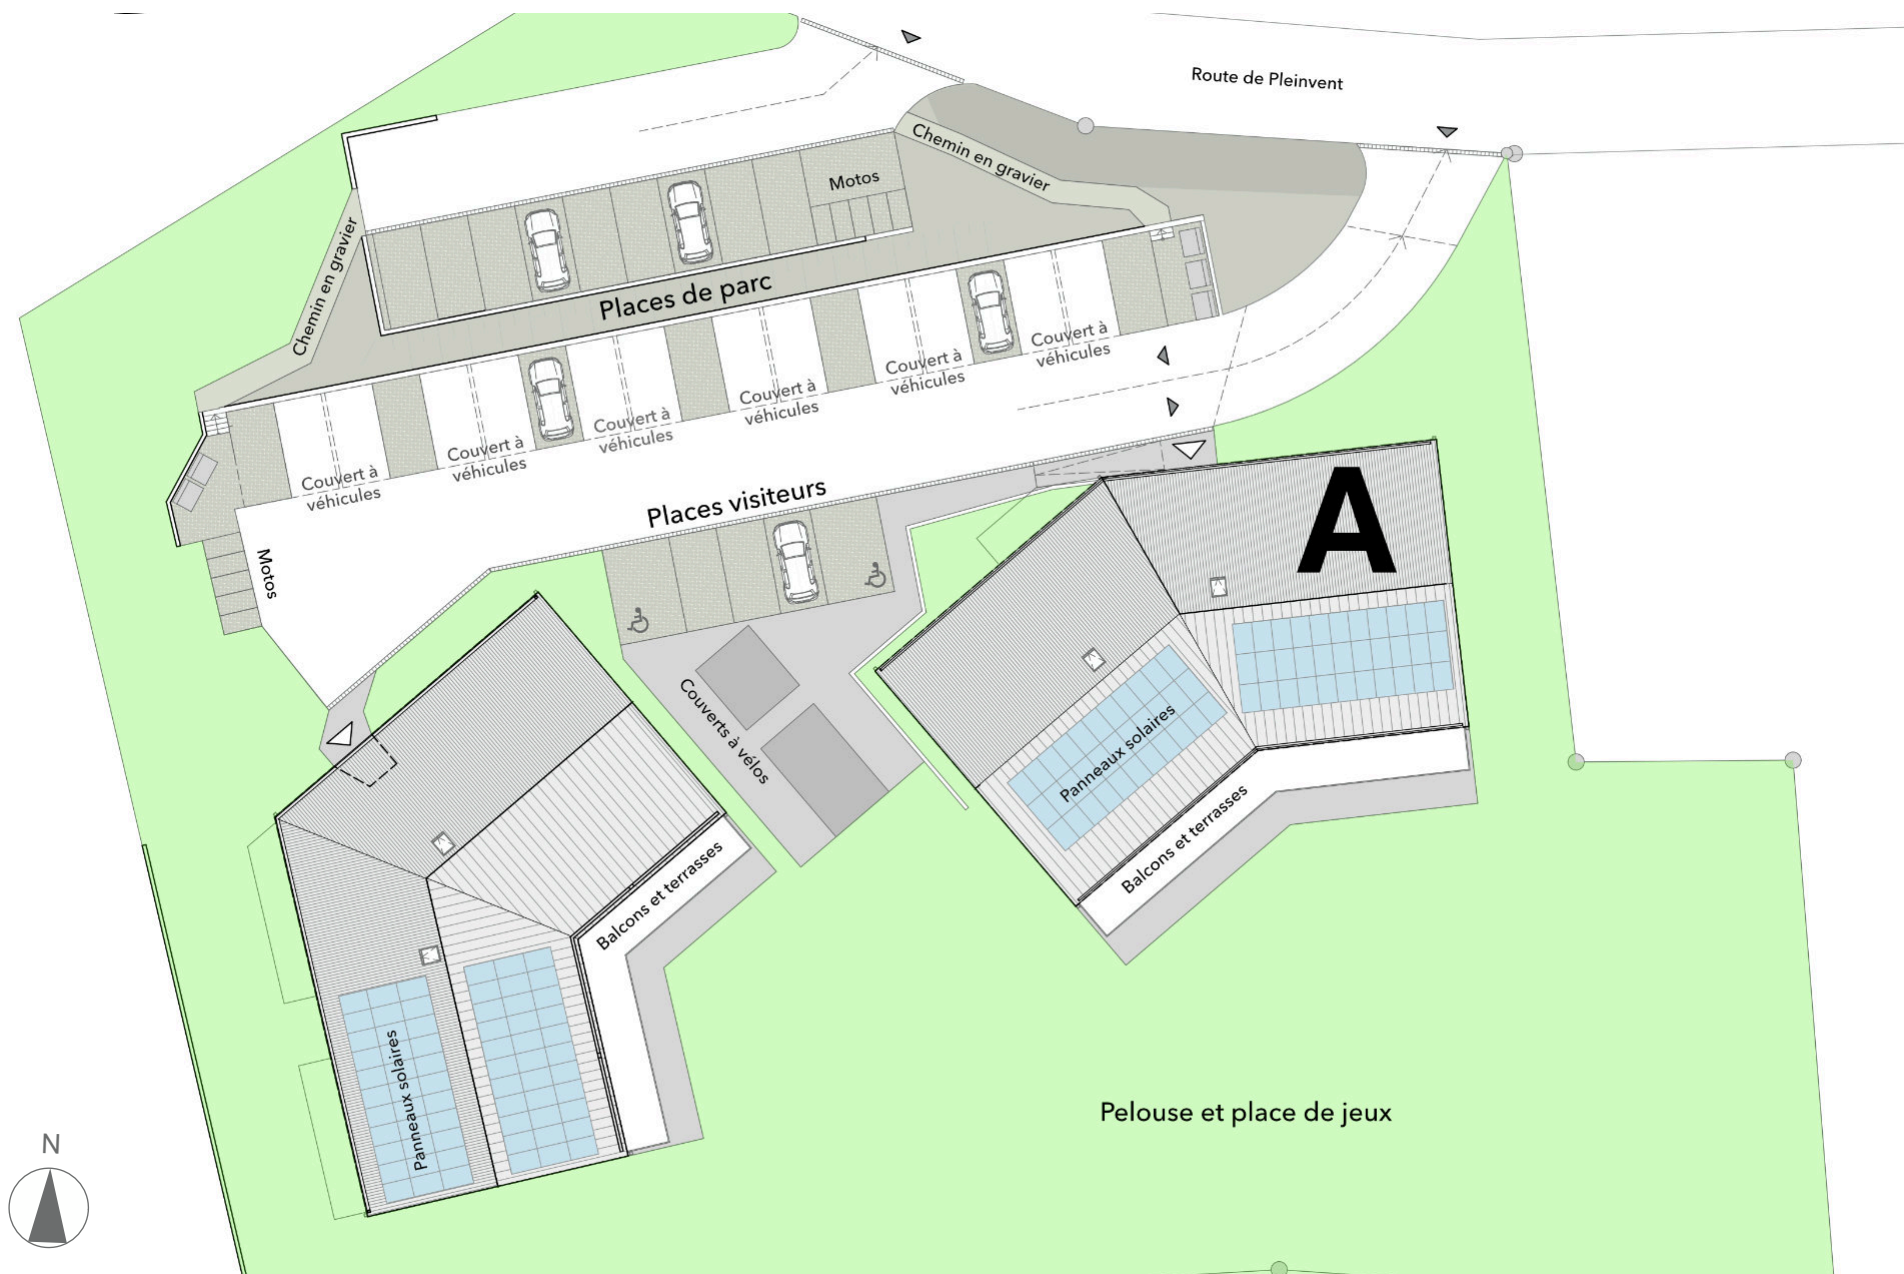 Route de Pleinvent
Chemin en gravier
Motos
Chemin en gravier
Places de parc
Couvert à
véhicules
Couvert à
véhicules
Couvert à
véhicules
Couvert à
véhicules
Couvert à
véhicules
Couvert à
véhicules
Places visiteurs
Motos
A
Couverts à vélos
Panneaux solaires
Balcons et terrasses
Balcons et terrasses
Panneaux solaires
Pelouse et place de jeux
N